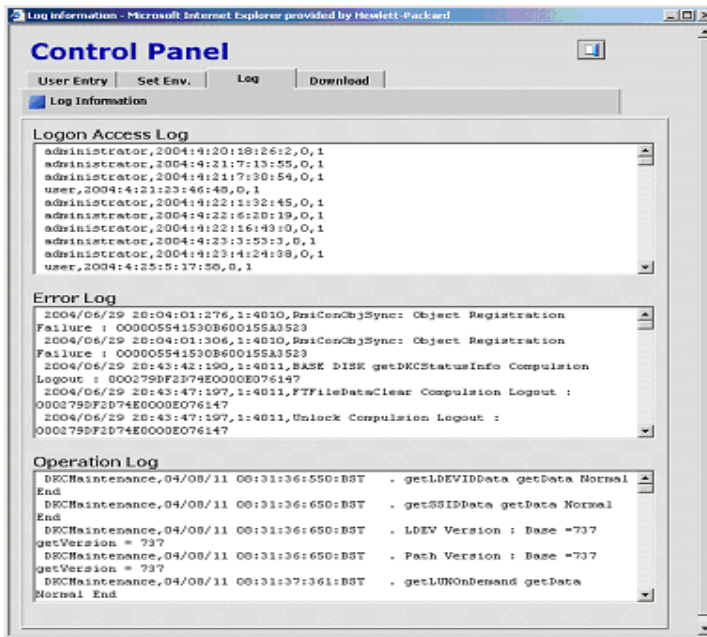 Log information - Microsoft Internet Explorer provided by Hewlett-Packard
Control Panel
User Entry
Set Env.
Log
Download
Log Information
Logon Access Log
administrator,2004:4:20:18:26:2,0,1
administrator,2004:4:21:7:13:55,0,1
administrator,2004:4:21:7:30:54,0,1
user,2004:4:21:23:46:48,0,1
administrator,2004:4:22:1:32:45,0,1
administrator,2004:4:22:6:20:19,0,1
administrator,2004:4:22:16:43:0,0,1
administrator,2004:4:23:3:53:3,0,1
administrator,2004:4:23:4:24:38,0,1
user,2004:4:25:5:17:58,0,1
Error Log
2004/06/29 20:04:01:276,1:4010,RmiConObjSync: Object Registration
Failure : 000005541530B600155A3523
2004/06/29 20:04:01:306,1:4010,RmiConObjSync: Object Registration
Failure : 000005541530B600155A3523
2004/06/29 20:43:42:190,1:4011,BASE DISK getDKCStatusInfo Compulsion
Logout : 000279DF2D74E0000E076147
2004/06/29 20:43:47:197,1:4011,FTFileDataClear Compulsion Logout :
000279DF2D74E0000E076147
2004/06/29 20:43:47:197,1:4011,Unlock Compulsion Logout :
000279DF2D74E0000E076147
Operation Log
DKCMaintenance,04/08/11 08:31:36:550:BST . getLDEVIDData getData Normal
End
DKCMaintenance,04/08/11 08:31:36:650:BST . getSSIDData getData Normal
End
DKCMaintenance,04/08/11 08:31:36:650:BST . LDEV Version : Base =737
getVersion = 737
DKCMaintenance,04/08/11 08:31:36:650:BST . Path Version : Base =737
getVersion = 737
DKCMaintenance,04/08/11 08:31:37:361:BST . getLUNOnDemand getData
Normal End